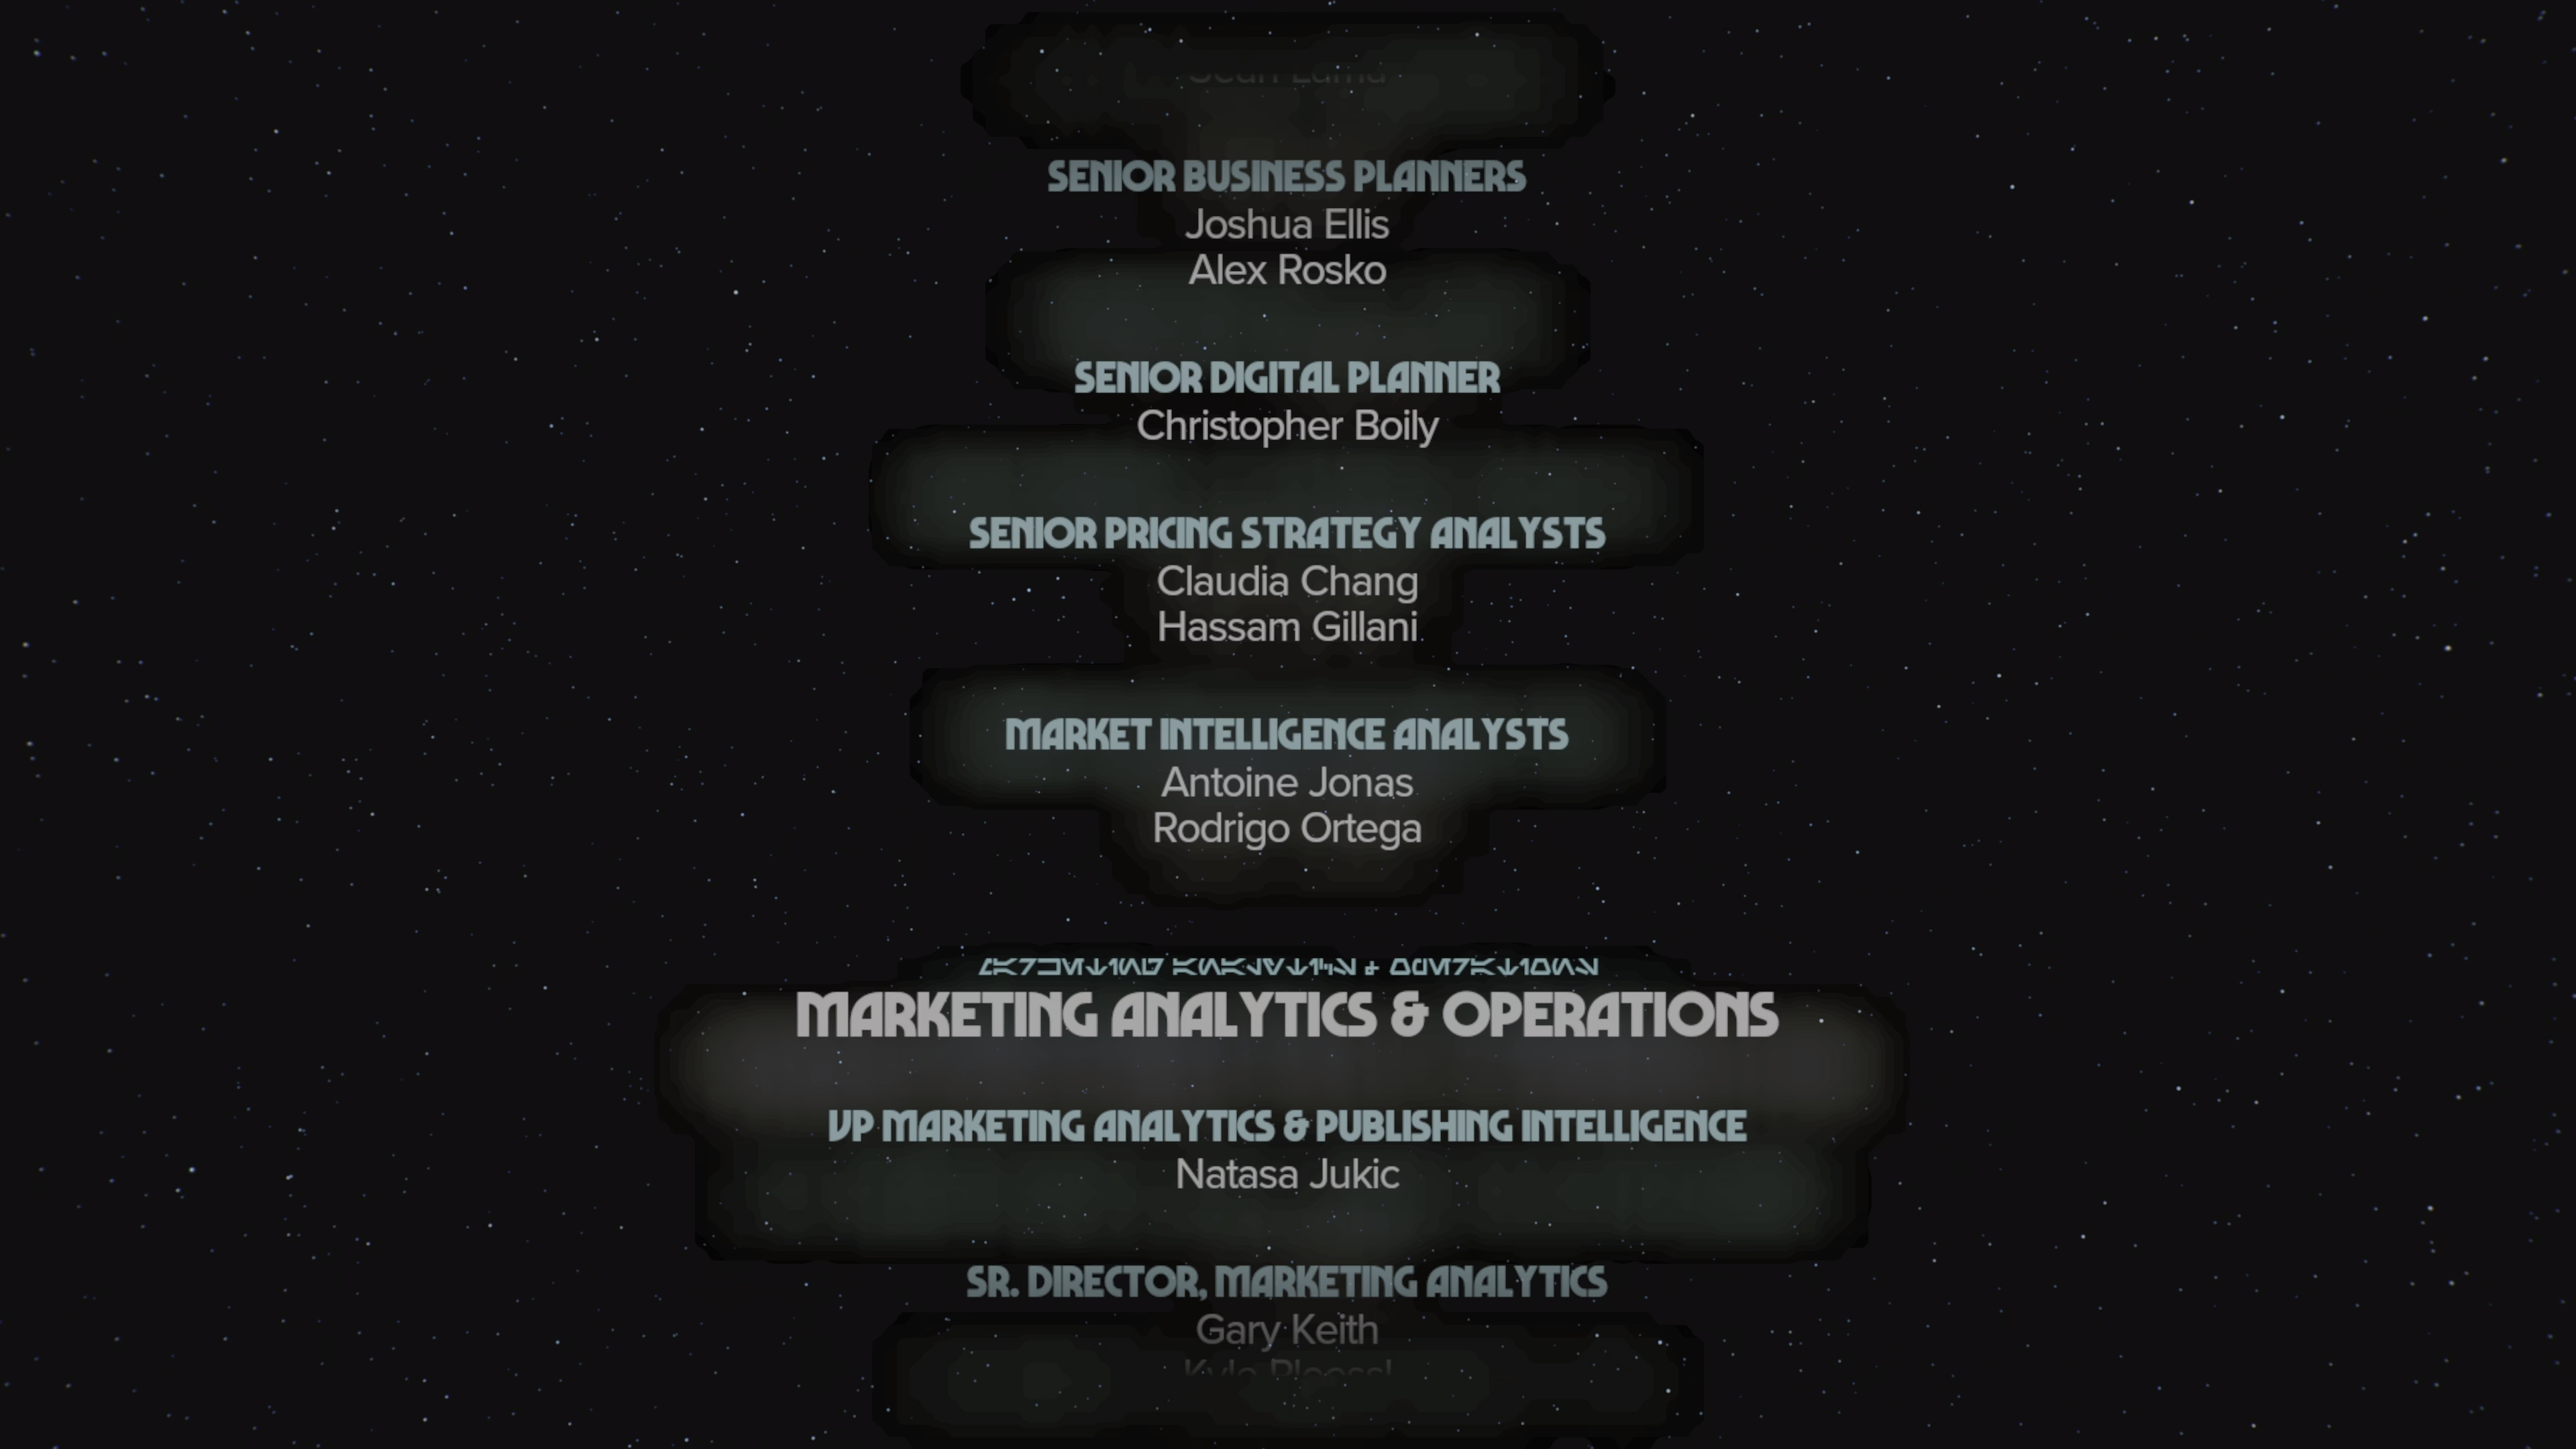 SENIOR BUSINESS PLANNERS
Joshua Ellis
Alex Rosko
SENIOR DIGITAL PLANNER
Christopher Boily
SENIOR PRICING STRATEGY ANALYSTS
Claudia Chang
Hassam Gillani
MARKET INTELLIGENCE ANALYSTS
Antoine Jonas
Rodrigo Ortega
MARKETING ANALYTICS & OPERATIONS
VP MARKETING ANALYTICS & PUBLISHING INTELLIGENCE
Natasa Jukic
SR. DIRECTOR, MARKETING ANALYTICS
Gary Keith